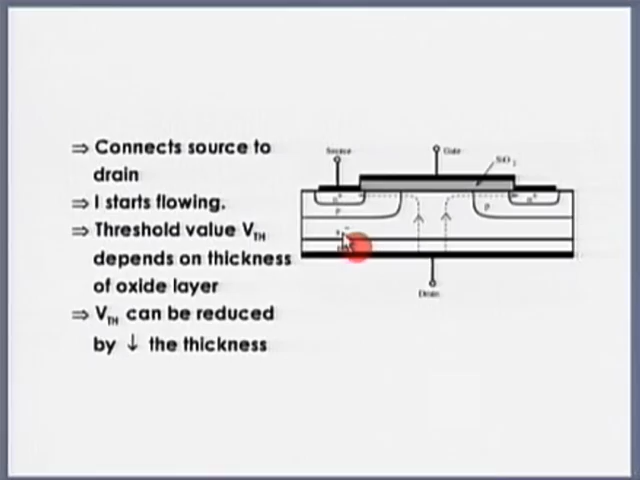 ⇒ Connects source to
drain
⇒ I starts flowing.
⇒ Threshold value V_TH
depends on thickness
of oxide layer
⇒ V_TH can be reduced
by ↓ the thickness
Source
Gate
SiO2
P
P
Drain